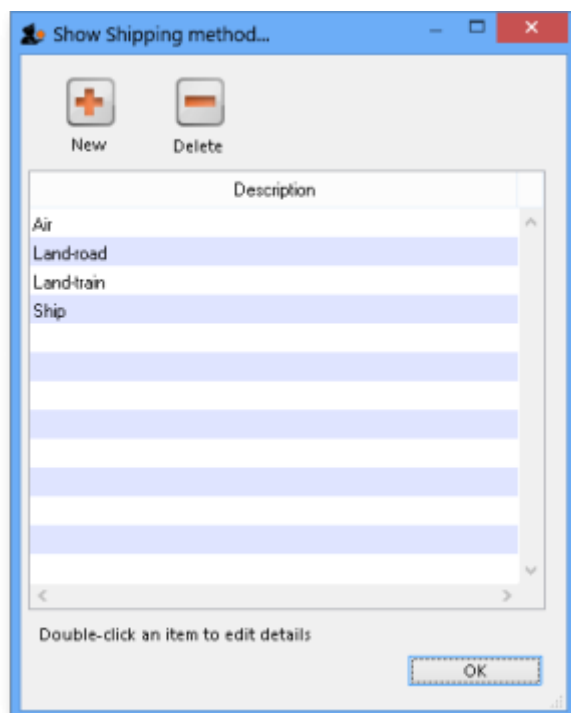 Show Shipping method...
New Delete
Description
Air
Land-road
Land-train
Ship
Double-click an item to edit details
OK